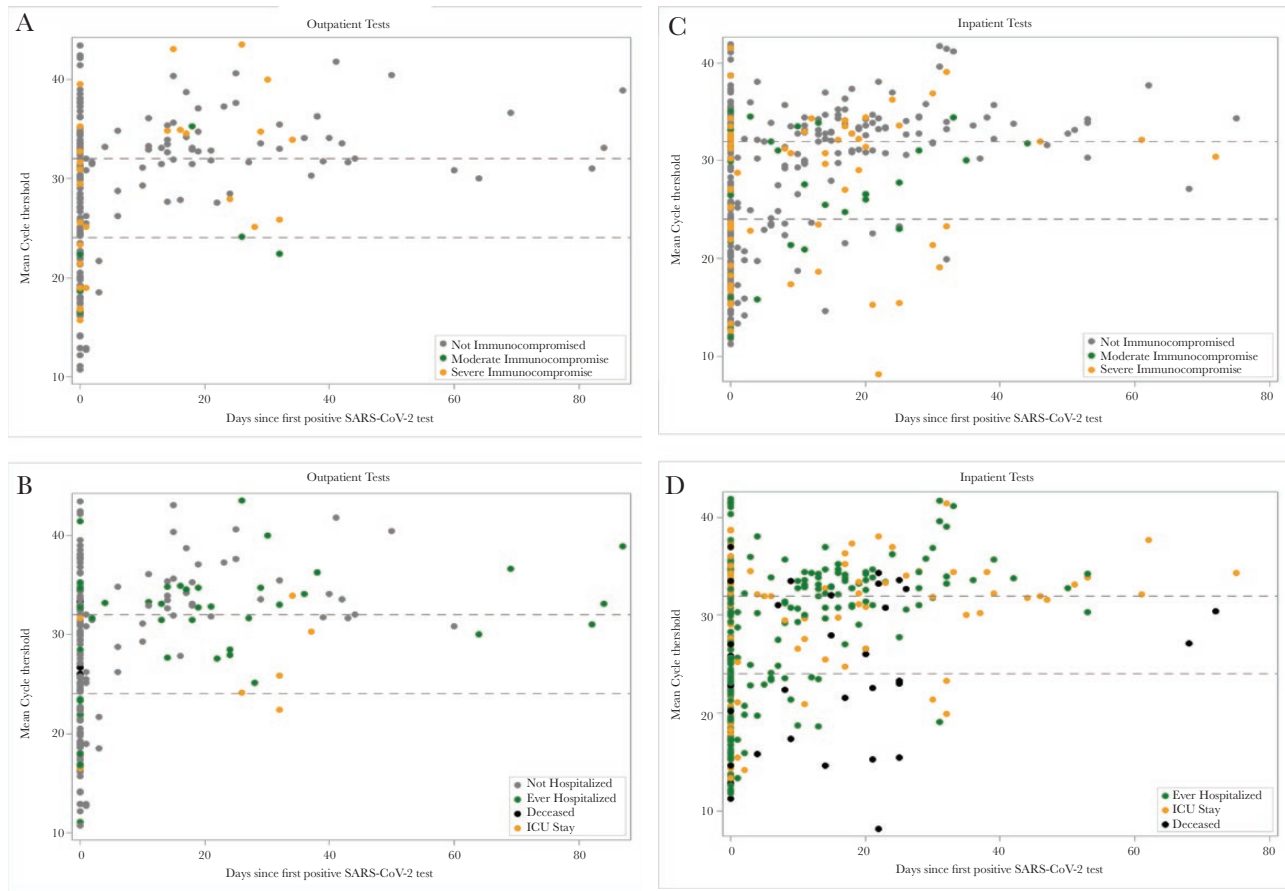 A
Outpatient Tests
Mean Cycle thershold
40
30
20
10
Not Immunocompromised
Moderate Immunocompromise
Severe Immunocompromise
0 20 40 60 80
Days since first positive SARS-CoV-2 test
B
Outpatient Tests
Mean Cycle thershold
40
30
20
10
Not Hospitalized
Ever Hospitalized
Deceased
ICU Stay
0 20 40 60 80
Days since first positive SARS-CoV-2 test
C
Inpatient Tests
Mean Cycle thershold
40
30
20
10
Not Immunocompromised
Moderate Immunocompromise
Severe Immunocompromise
0 20 40 60 80
Days since first positive SARS-CoV-2 test
D
Inpatient Tests
Mean Cycle thershold
40
30
20
10
Ever Hospitalized
ICU Stay
Deceased
0 20 40 60 80
Days since first positive SARS-CoV-2 test